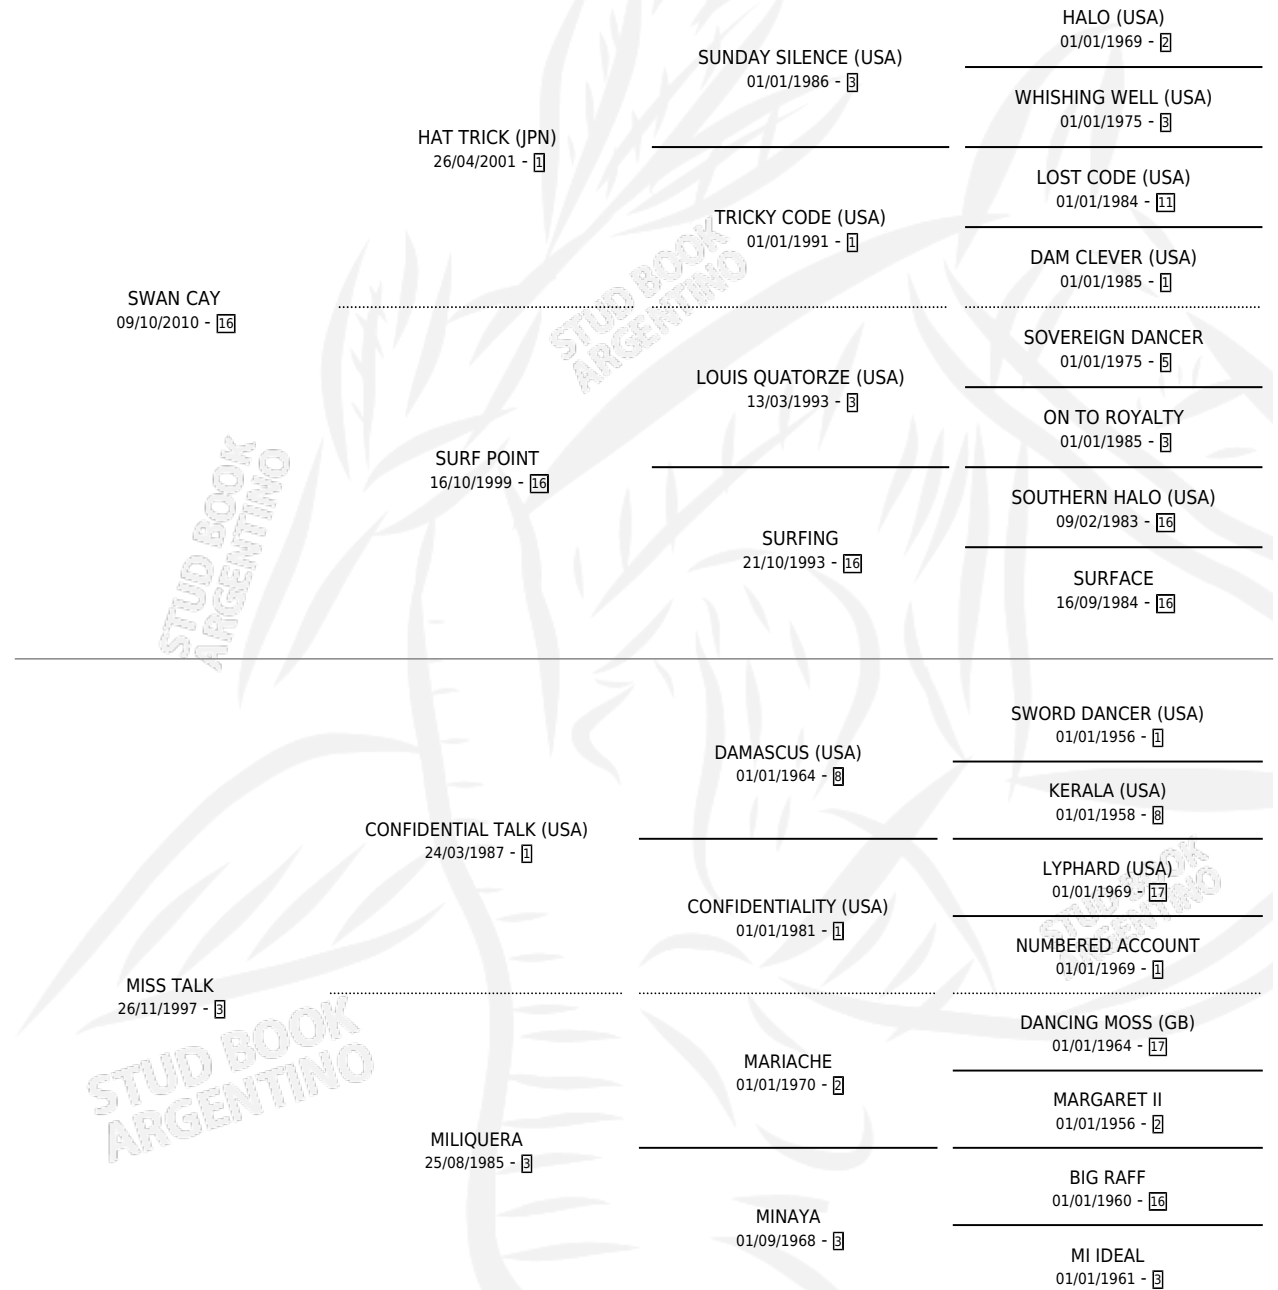 HALO (USA)
01/01/1969 - 2
SUNDAY SILENCE (USA)
01/01/1986 - 3
WHISHING WELL (USA)
01/01/1975 - 3
HAT TRICK (JPN)
26/04/2001 - 1
LOST CODE (USA)
01/01/1984 - 11
TRICKY CODE (USA)
01/01/1991 - 1
DAM CLEVER (USA)
01/01/1985 - 1
SWAN CAY
09/10/2010 - 16
SOVEREIGN DANCER
01/01/1975 - 5
LOUIS QUATORZE (USA)
13/03/1993 - 3
ON TO ROYALTY
01/01/1985 - 3
SURF POINT
16/10/1999 - 16
SOUTHERN HALO (USA)
09/02/1983 - 16
SURFING
21/10/1993 - 16
SURFACE
16/09/1984 - 16
STUD BOOK
ARGENTINO
STUD BOOK
ARGENTINO
SWORD DANCER (USA)
01/01/1956 - 1
DAMASCUS (USA)
01/01/1964 - 8
KERALA (USA)
01/01/1958 - 8
CONFIDENTIAL TALK (USA)
24/03/1987 - 1
LYPHARD (USA)
01/01/1969 - 17
CONFIDENTIALITY (USA)
01/01/1981 - 1
NUMBERED ACCOUNT
01/01/1969 - 1
MISS TALK
26/11/1997 - 3
DANCING MOSS (GB)
01/01/1964 - 17
MARIACHE
01/01/1970 - 2
MARGARET II
01/01/1956 - 2
MILIQUERA
25/08/1985 - 3
BIG RAFF
01/01/1960 - 16
MINAYA
01/09/1968 - 3
MI IDEAL
01/01/1961 - 3
STUD BOOK
ARGENTINO
STUD BOOK
ARGENTINO